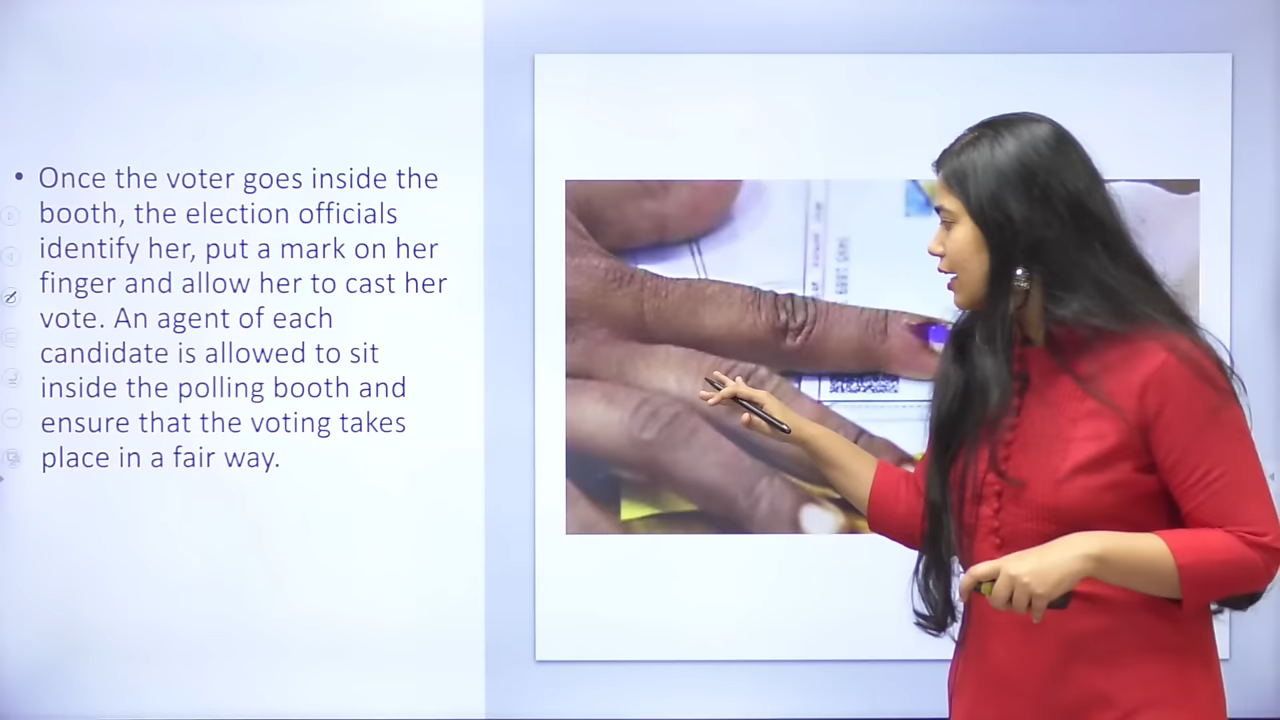 • Once the voter goes inside the
booth, the election officials
identify her, put a mark on her
finger and allow her to cast her
vote. An agent of each
candidate is allowed to sit
inside the polling booth and
ensure that the voting takes
place in a fair way.